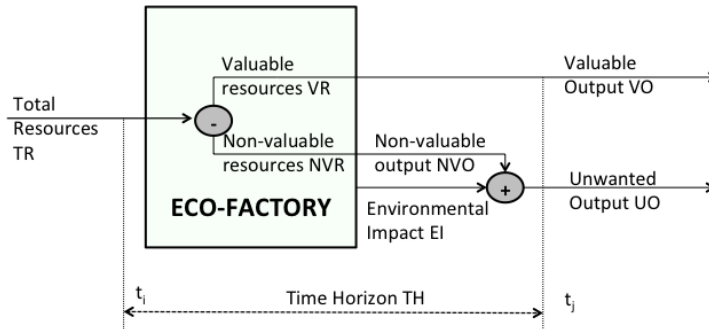 Total
Resources
TR
-
Valuable
resources VR
Non-valuable
resources NVR
ECO-FACTORY
Non-valuable
output NVO
Environmental
Impact EI
+
Valuable
Output VO
Unwanted
Output UO
ti
Time Horizon TH
tj